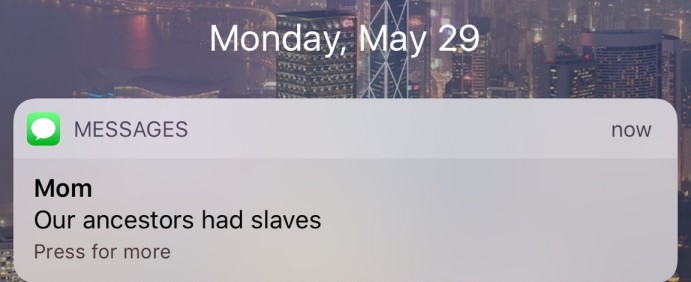 Monday, May 29
MESSAGES now
Mom
Our ancestors had slaves
Press for more